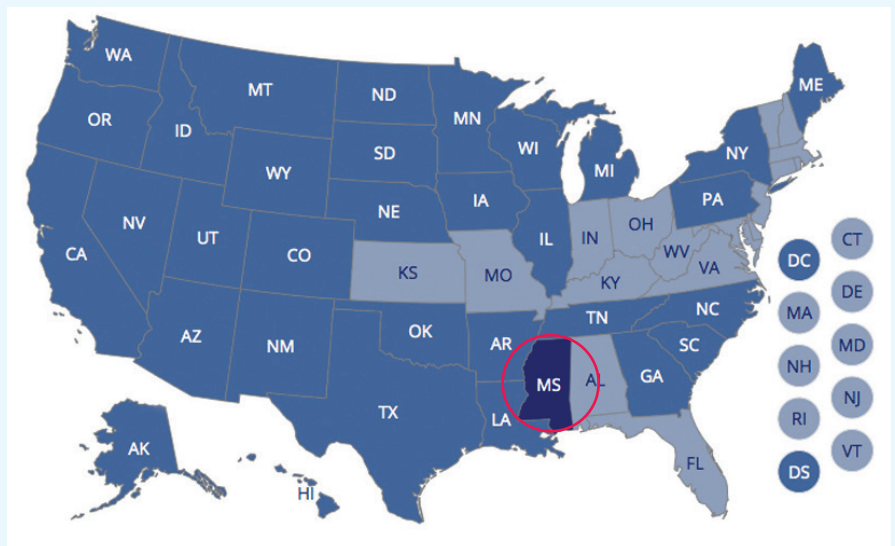 WA
MT
ND
MN
ME
OR
ID
SD
WI
NY
MI
WY
PA
IA
NE
OH
NV
IL
IN
UT
CO
WV
CA
KS
MO
VA
KY
NC
TN
AZ
OK
NM
AR
SC
MS
AL
GA
TX
LA
AK
HI
FL
DC
MA
NH
RI
DS
CT
DE
MD
NJ
VT